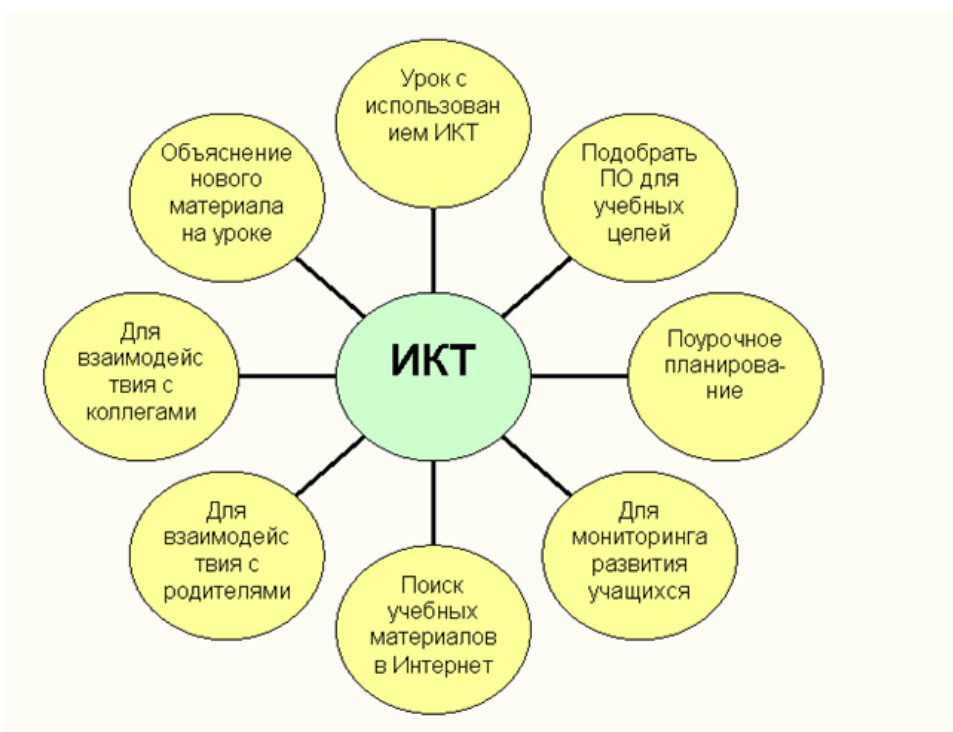 Урок с
использован
ием ИКТ
Подобрать
ПО для
учебных
целей
Поурочное
планирова-
ние
Для
мониторинга
развития
учащихся
Поиск
учебных
материалов
в Интернет
Для
взаимодейс
твия с
родителями
Для
взаимодейс
твия с
коллегами
Объяснение
нового
материала
на уроке
ИКТ